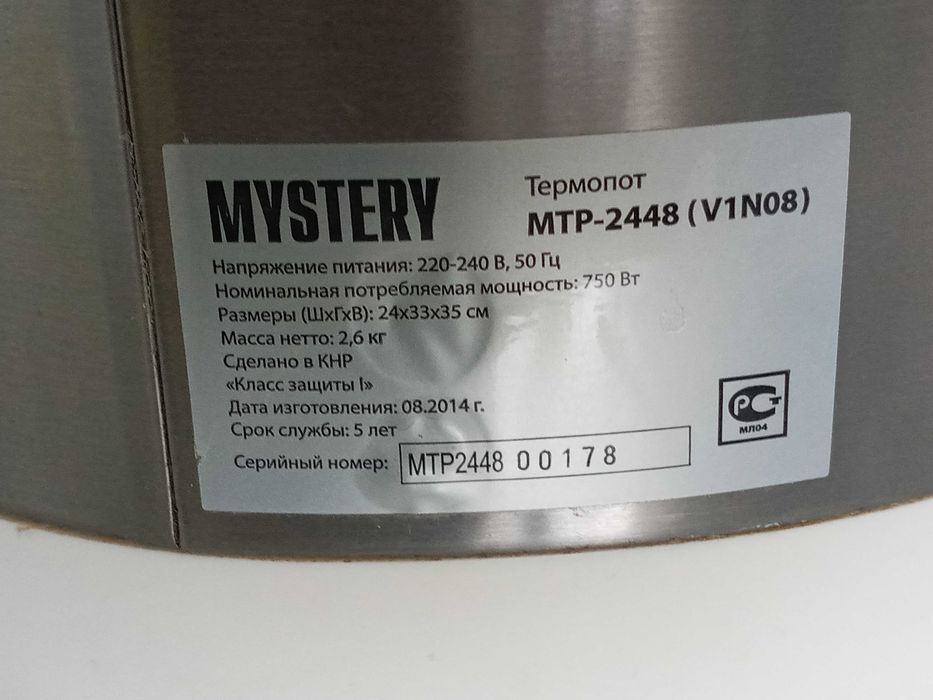 MYSTERY
Термопот
MTP-2448 (V1N08)
Напряжение питания: 220-240 В, 50 Гц
Номинальная потребляемая мощность: 750 Вт
Размеры (ШхГхВ): 24х33х35 см
Масса нетто: 2,6 кг
Сделано в КНР
«Класс защиты I»
Дата изготовления: 08.2014 г.
Срок службы: 5 лет
Серийный номер: MTP2448 00178
РСТ
МЛ04